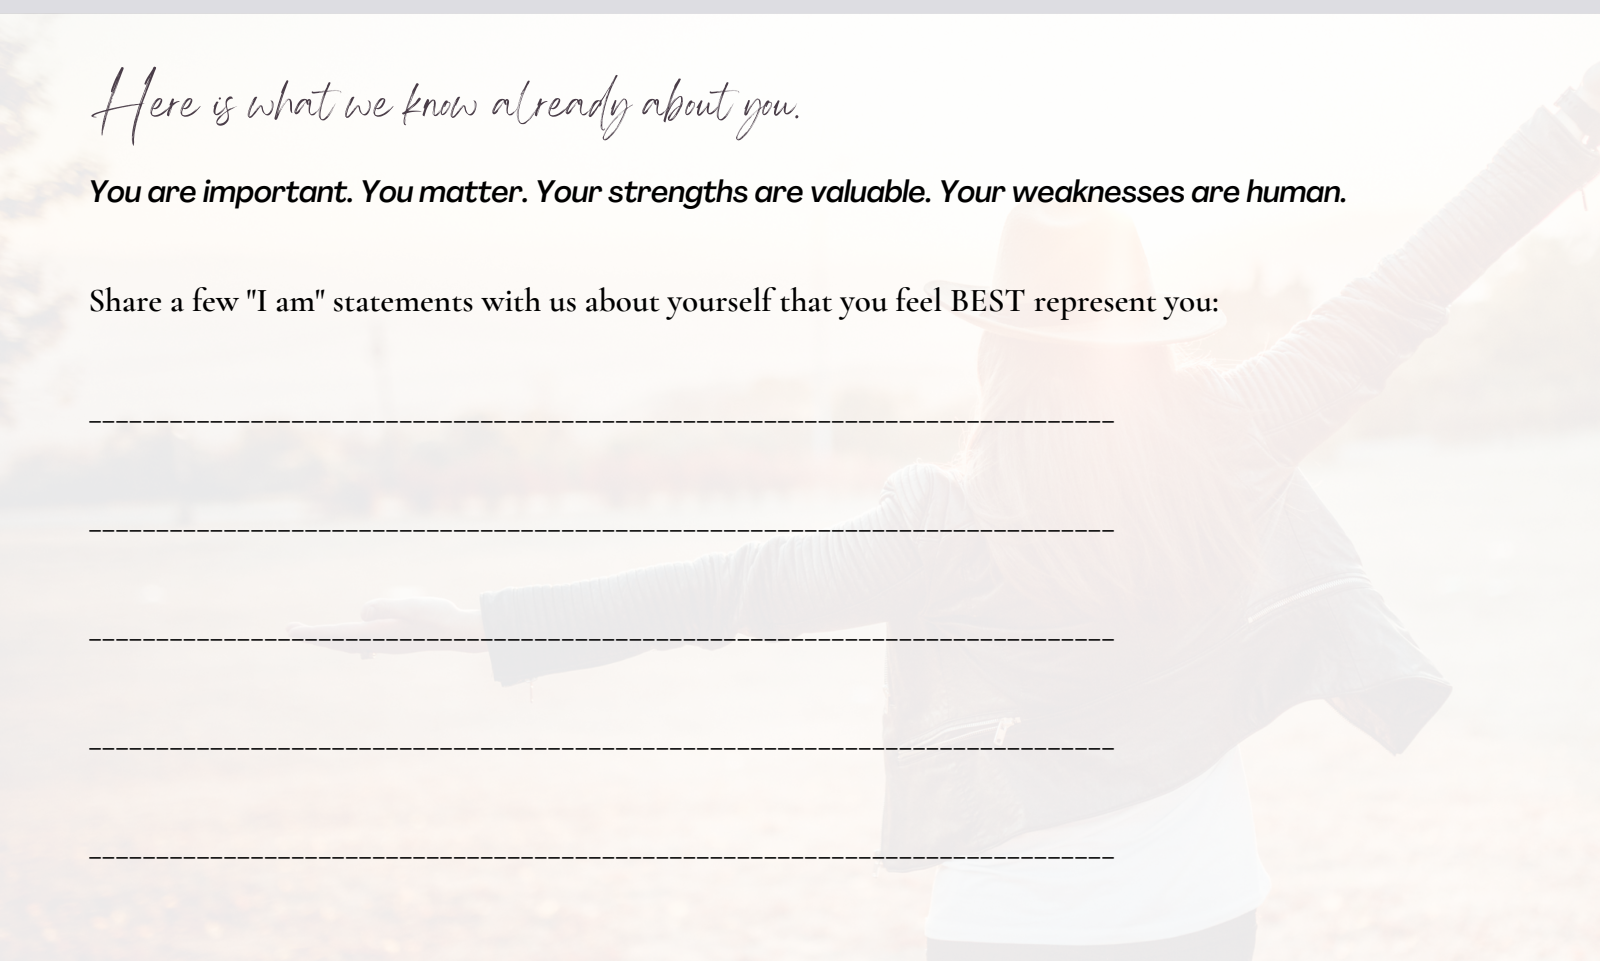 Here is what we know already about you.
You are important. You matter. Your strengths are valuable. Your weaknesses are human.
Share a few "I am" statements with us about yourself that you feel BEST represent you: